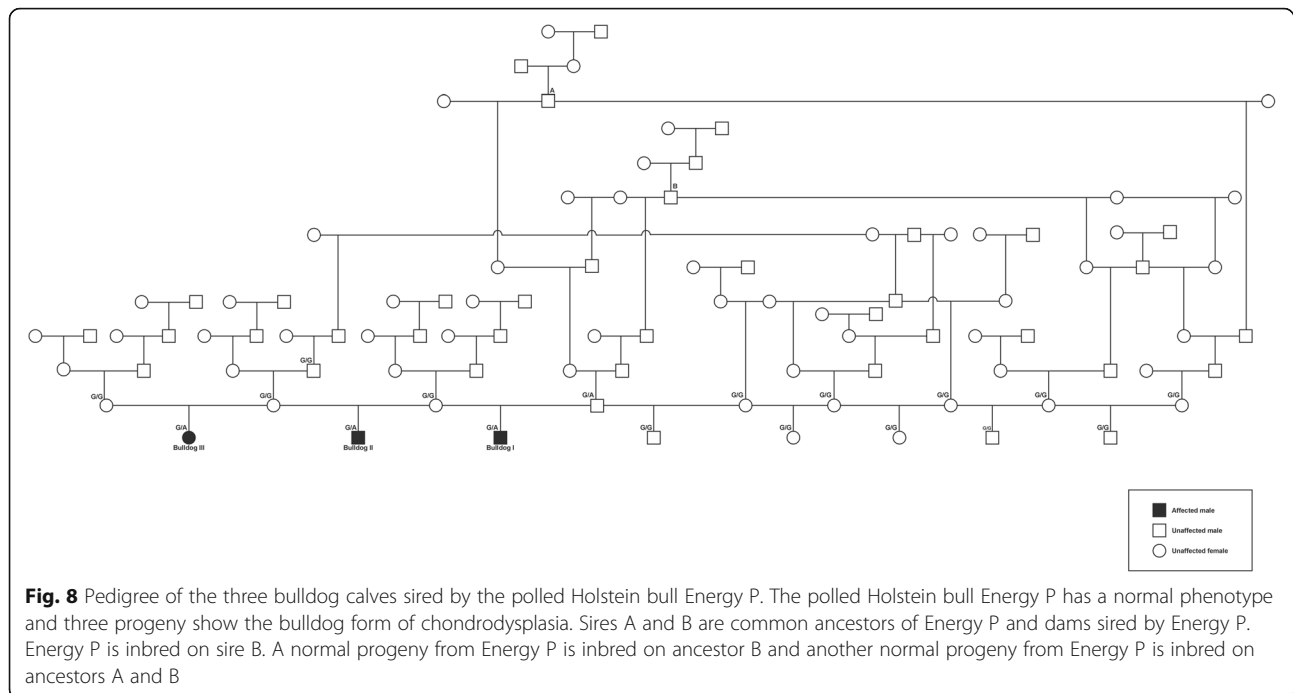 A
B
G/G
G/G G/G G/G G/A G/G G/G G/G G/G G/G
G/A G/A G/A G/G G/G G/G G/G G/G
Bulldog III Bulldog II Bulldog I
Affected male
Unaffected male
Unaffected female
Fig. 8 Pedigree of the three bulldog calves sired by the polled Holstein bull Energy P. The polled Holstein bull Energy P has a normal phenotype
and three progeny show the bulldog form of chondrodysplasia. Sires A and B are common ancestors of Energy P and dams sired by Energy P.
Energy P is inbred on sire B. A normal progeny from Energy P is inbred on ancestor B and another normal progeny from Energy P is inbred on
ancestors A and B